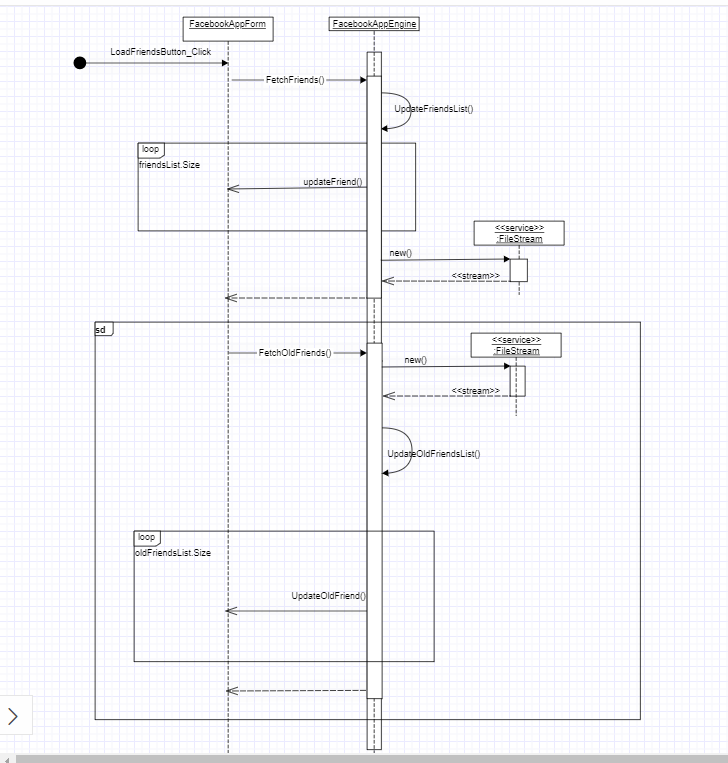 FacebookAppForm
FacebookAppEngine
LoadFriendsButton_Click
FetchFriends()
UpdateFriendsList()
loop
friendsList.Size
updateFriend()
<<service>>
:FileStream
new()
<<stream>>
sd
<<service>>
:FileStream
FetchOldFriends()
new()
<<stream>>
UpdateOldFriendsList()
loop
oldFriendsList.Size
UpdateOldFriend()